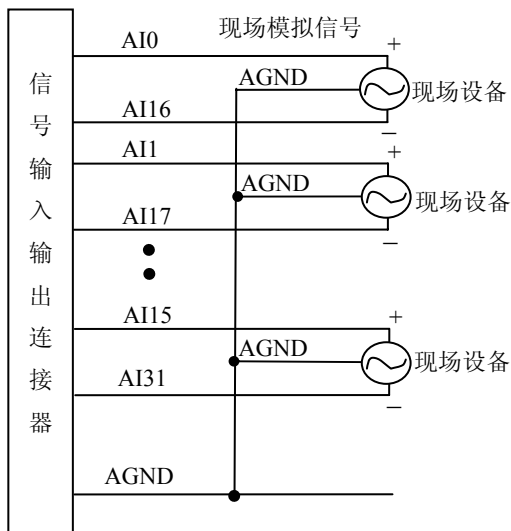 信号输入输出连接器
AI0
现场模拟信号
+
AGND
现场设备
AI16
−
AI1
+
AGND
现场设备
AI17
−
AI15
+
AGND
现场设备
AI31
−
AGND